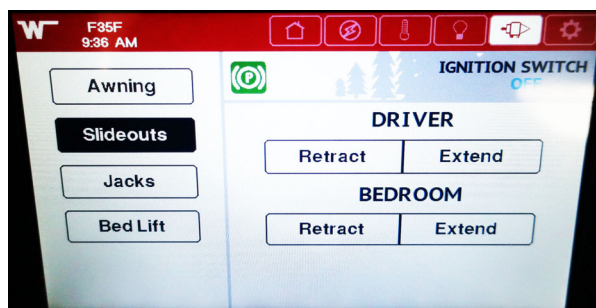 W F35F
9:36 AM
Awning
Slideouts
Jacks
Bed Lift
P
IGNITION SWITCH
OFF
DRIVER
Retract Extend
BEDROOM
Retract Extend